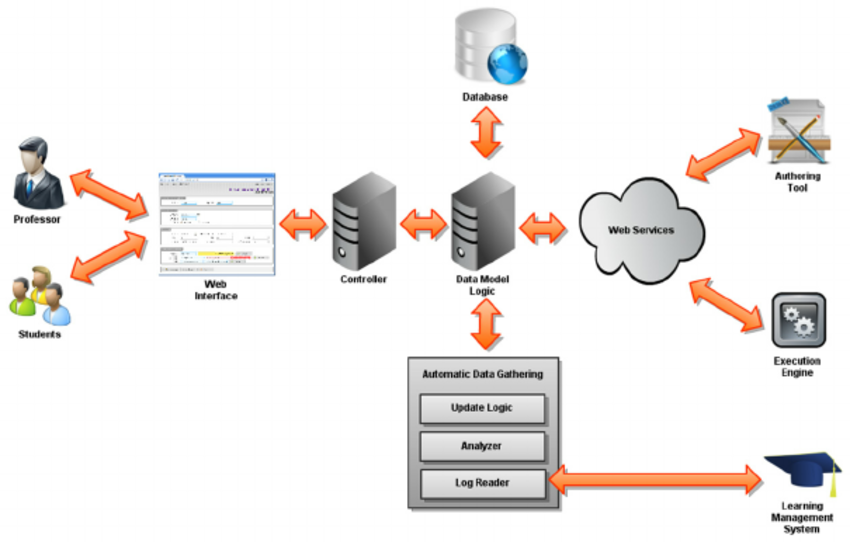 Database
Authoring
Tool
Professor
Web Services
Controller
Data Model
Logic
Web
Interface
Students
Execution
Engine
Automatic Data Gathering
Update Logic
Analyzer
Log Reader
Learning
Management
System